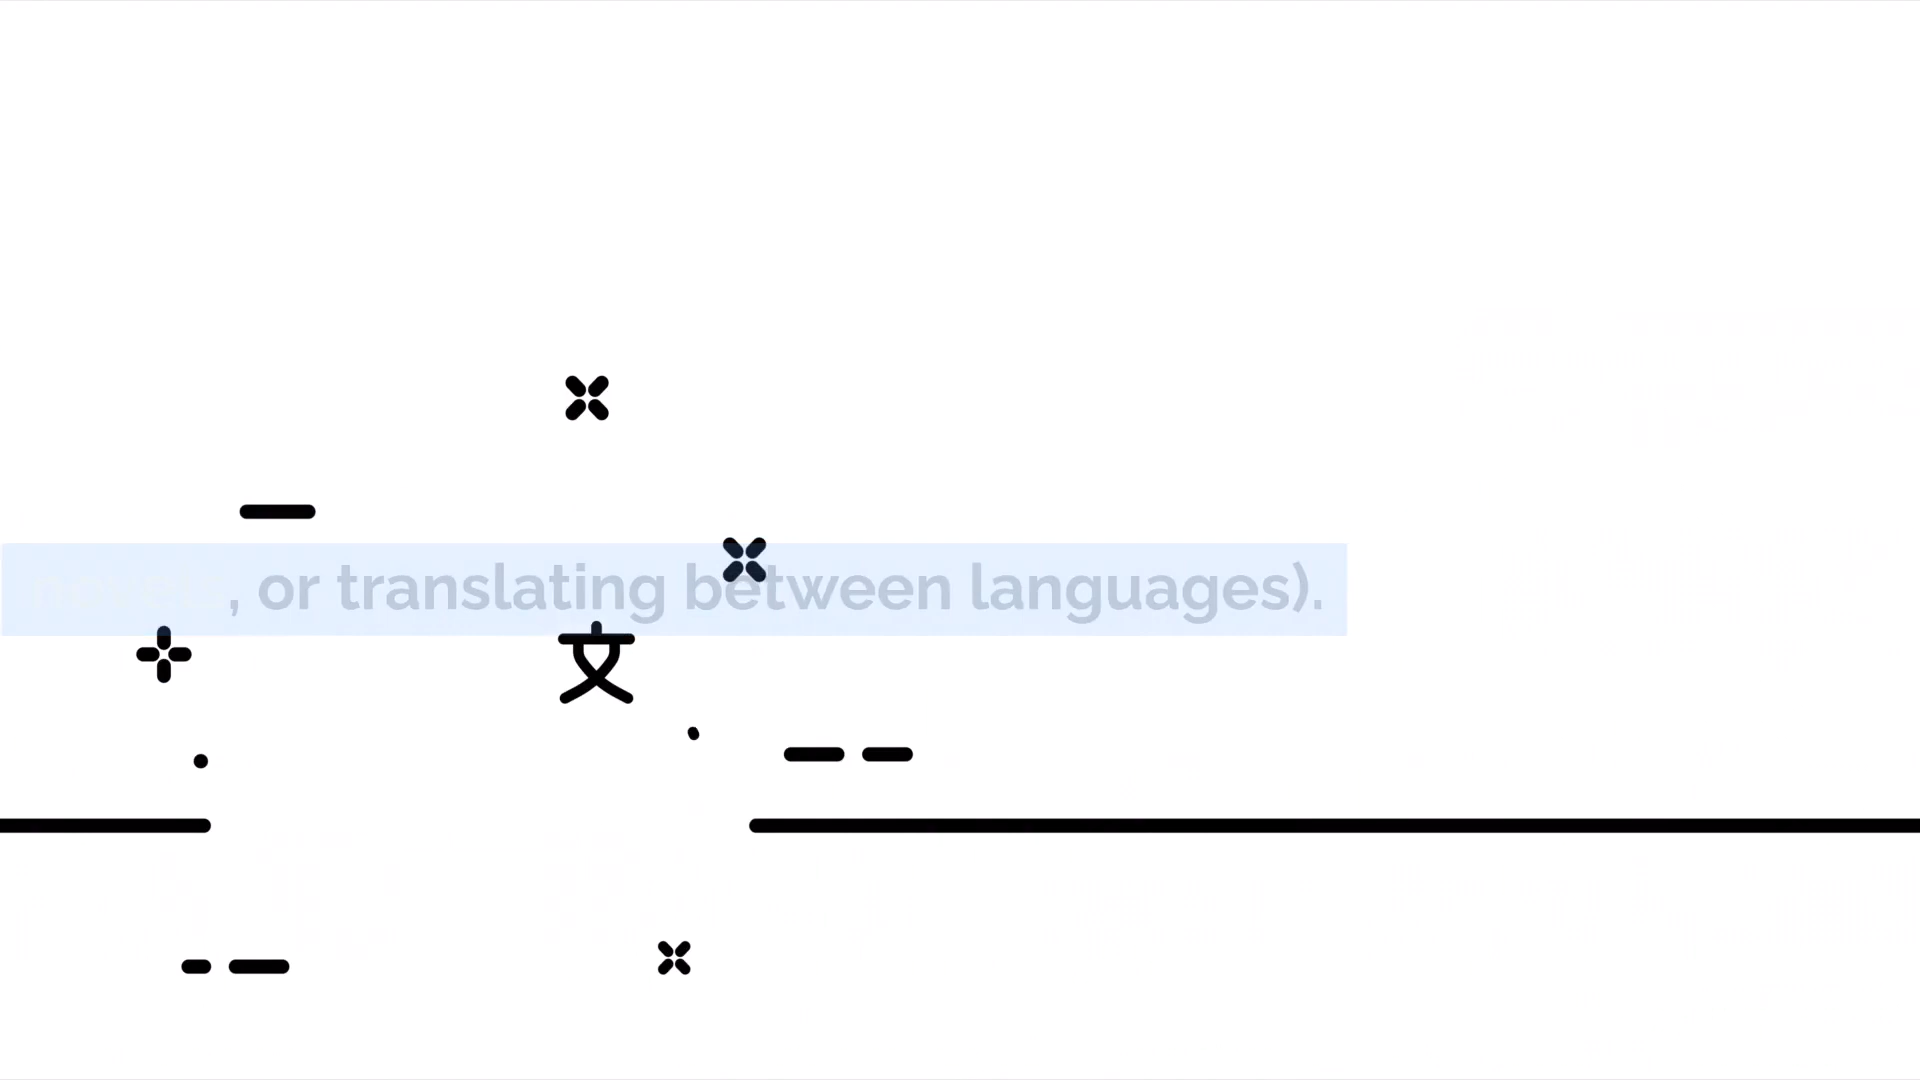 , or translating between languages).
文